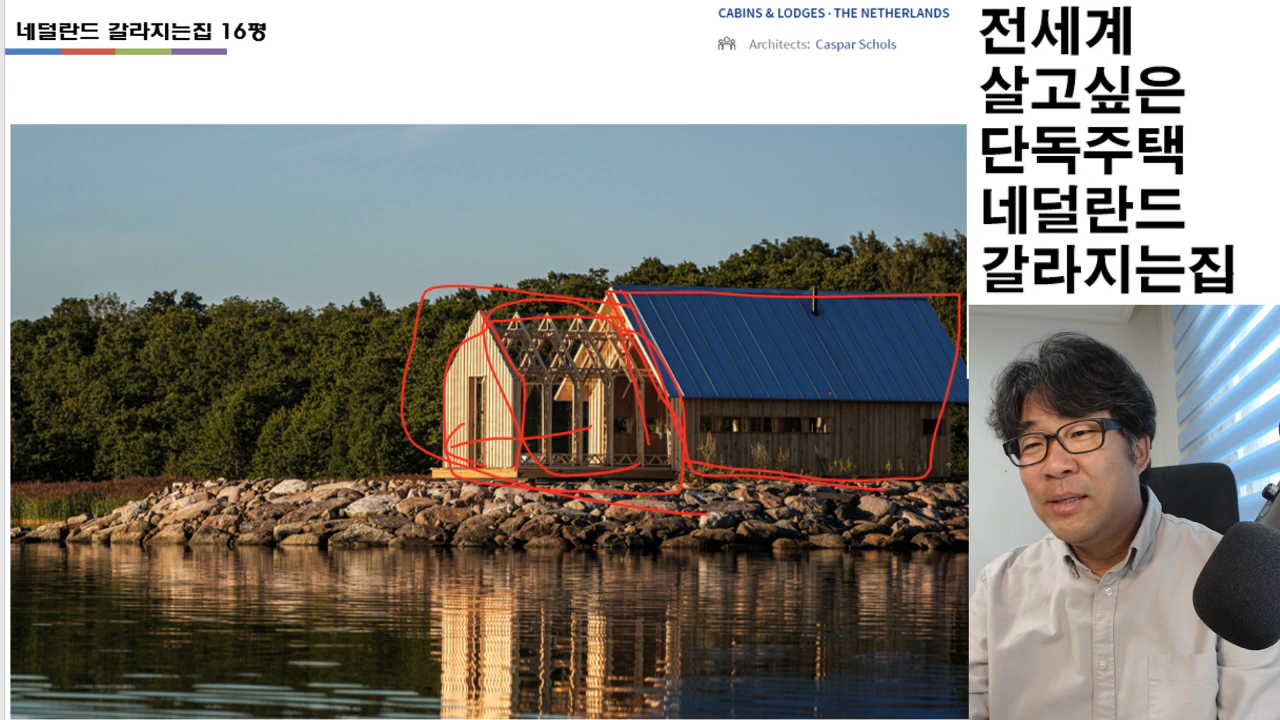 네덜란드 갈라지는집 16평
CABINS & LODGES · THE NETHERLANDS
Architects: Caspar Schols
전세계
살고싶은
단독주택
네덜란드
갈라지는집